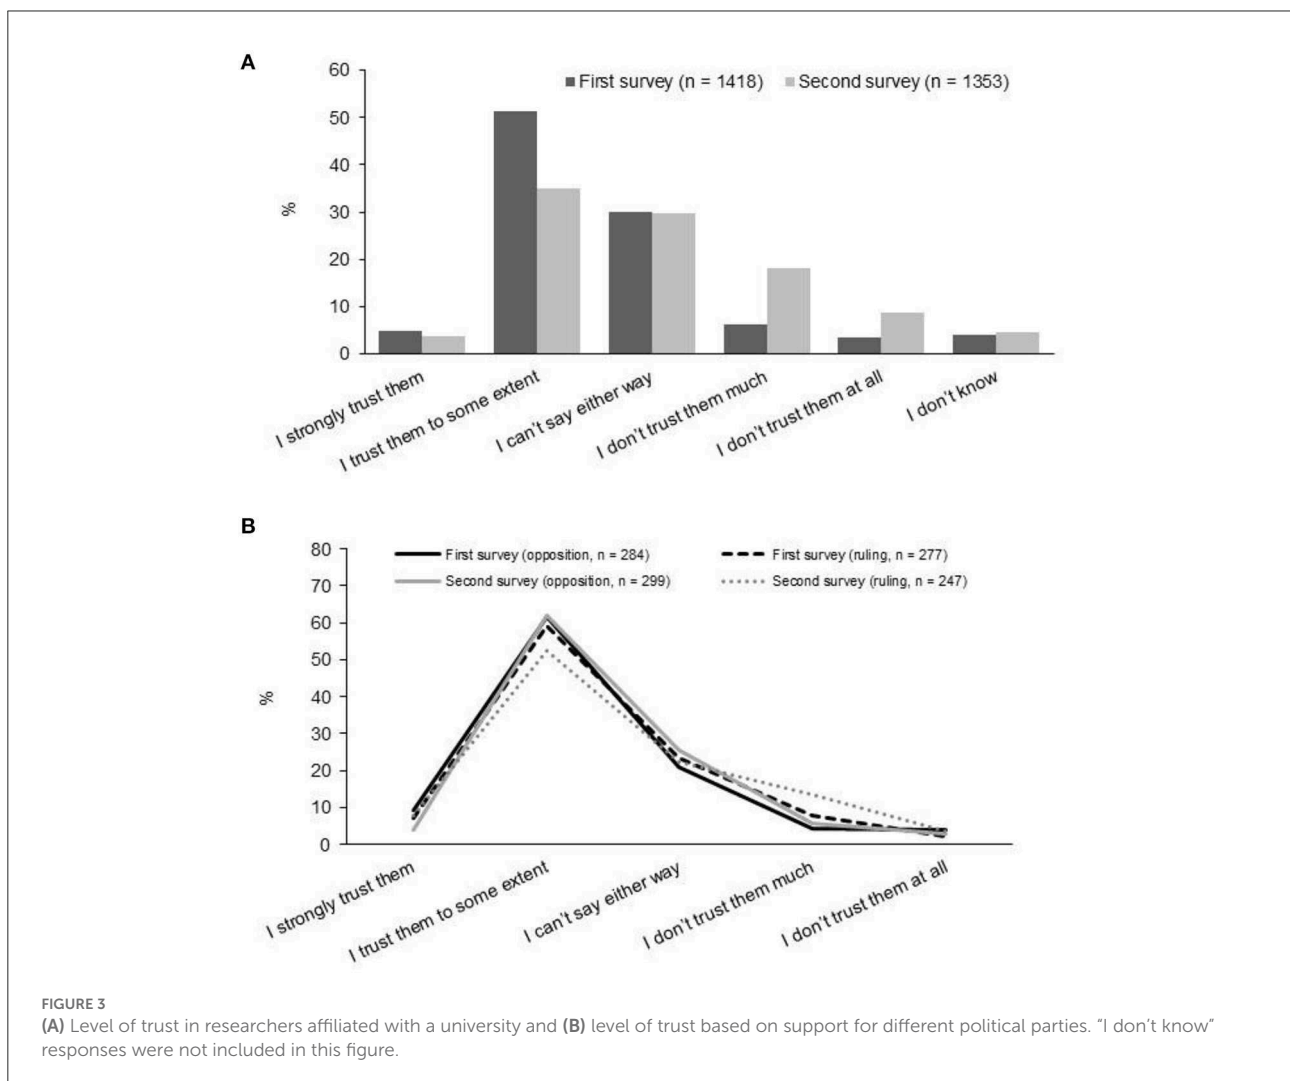 A
60
First survey (n = 1418)
Second survey (n = 1353)
50
40
30
%
20
10
0
I strongly trust them
I trust them to some extent
I can't say either way
I don't trust them much
I don't trust them at all
I don't know
B
80
First survey (opposition, n = 284)
First survey (ruling, n = 277)
Second survey (opposition, n = 299)
Second survey (ruling, n = 247)
70
60
50
40
%
30
20
10
0
I strongly trust them
I trust them to some extent
I can't say either way
I don't trust them much
I don't trust them at all
FIGURE 3
(A) Level of trust in researchers affiliated with a university and (B) level of trust based on support for different political parties. “I don’t know”
responses were not included in this figure.